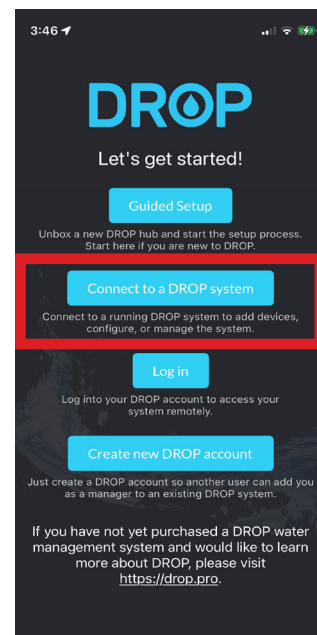 3:46
DROP
Let's get started!
Guided Setup
Unbox a new DROP hub and start the setup process.
Start here if you are new to DROP.
Connect to a DROP system
Connect to a running DROP system to add devices,
configure, or manage the system.
Log in
Log into your DROP account to access your
system remotely.
Create new DROP account
Just create a DROP account so another user can add you
as a manager to an existing DROP system.
If you have not yet purchased a DROP water
management system and would like to learn
more about DROP, please visit
https://drop.pro.